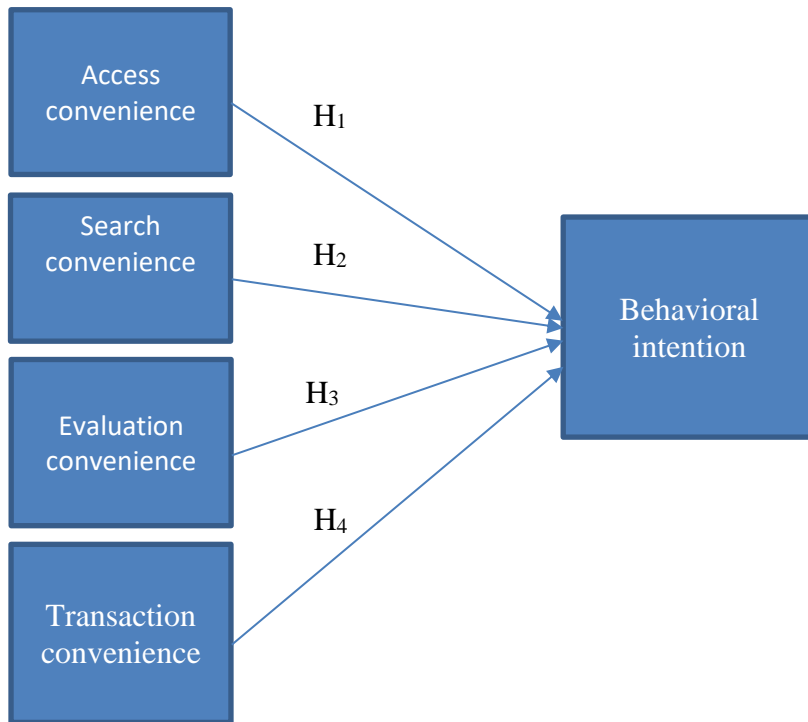 Access
convenience
H1
Search
convenience
H2
Behavioral
intention
Evaluation
convenience
H3
H4
Transaction
convenience